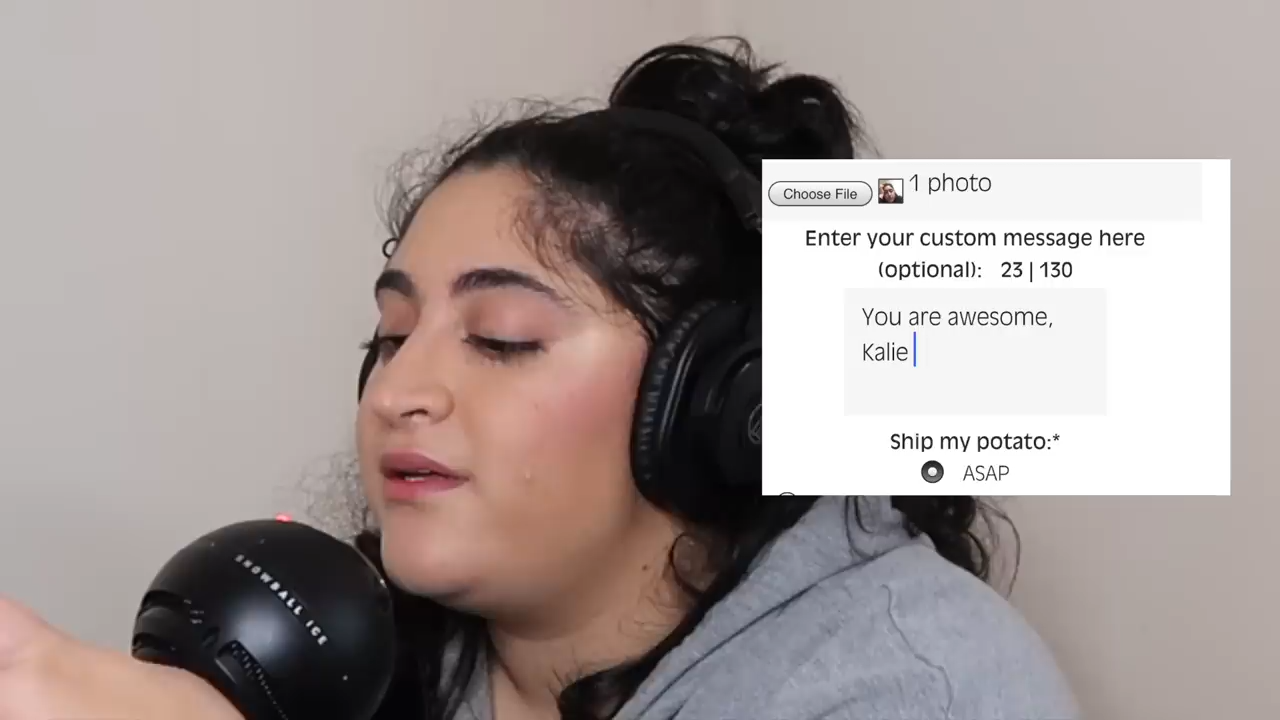 SNOWBALL ICE
Choose File
1 photo
Enter your custom message here
(optional): 23 | 130
You are awesome,
Kalie
Ship my potato:*
ASAP